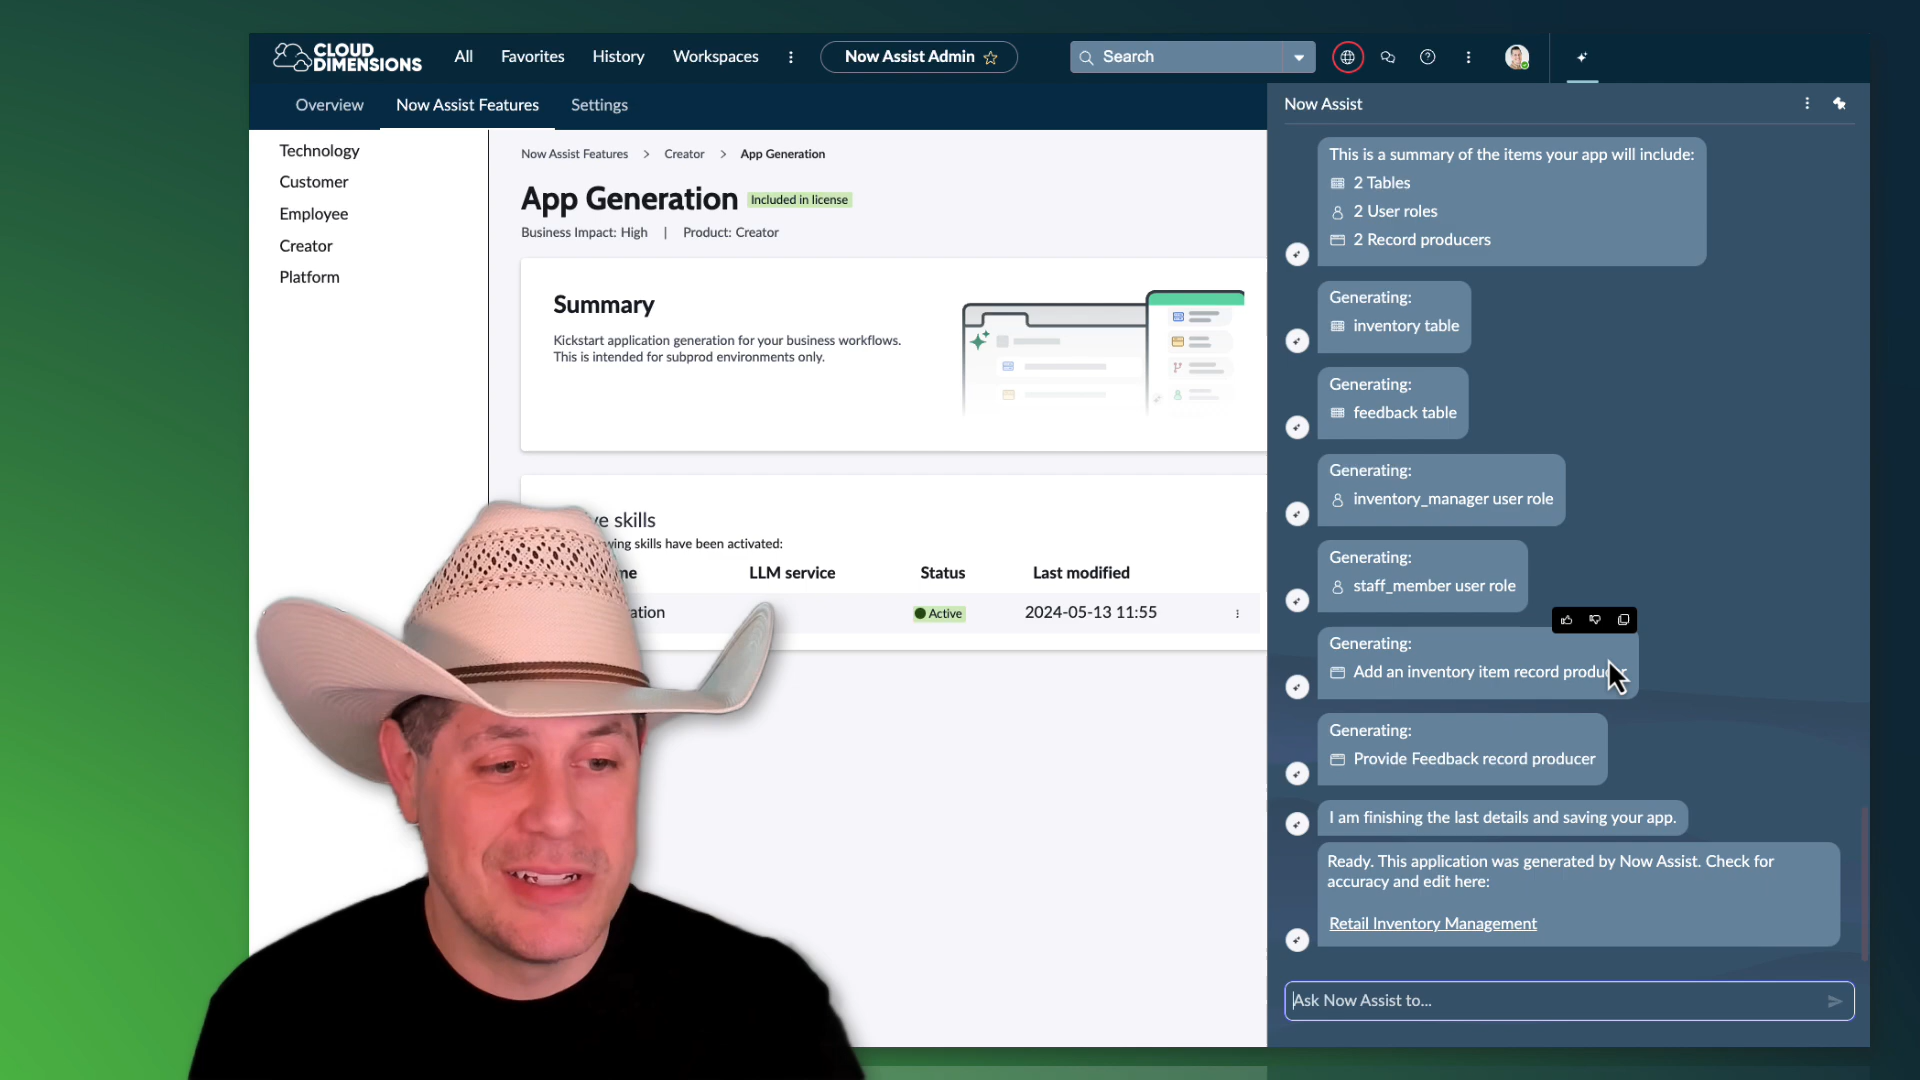 CLOUD
DIMENSIONS
All
Favorites
History
Workspaces
Now Assist Admin
Search
Overview
Now Assist Features
Settings
Technology
Customer
Employee
Creator
Platform
Now Assist Features > Creator > App Generation
App Generation
Included in license
Business Impact: High | Product: Creator
Summary
Kickstart application generation for your business workflows.
This is intended for subprod environments only.
skills
skills have been activated:
LLM service
Status
Last modified
Active
2024-05-13 11:55
Now Assist
This is a summary of the items your app will include:
2 Tables
2 User roles
2 Record producers
Generating:
inventory table
Generating:
feedback table
Generating:
inventory_manager user role
Generating:
staff_member user role
Generating:
Add an inventory item record
Generating:
Provide Feedback record producer
I am finishing the last details and saving your app.
Ready. This application was generated by Now Assist. Check for
accuracy and edit here:
Retail Inventory Management
Ask Now Assist to...